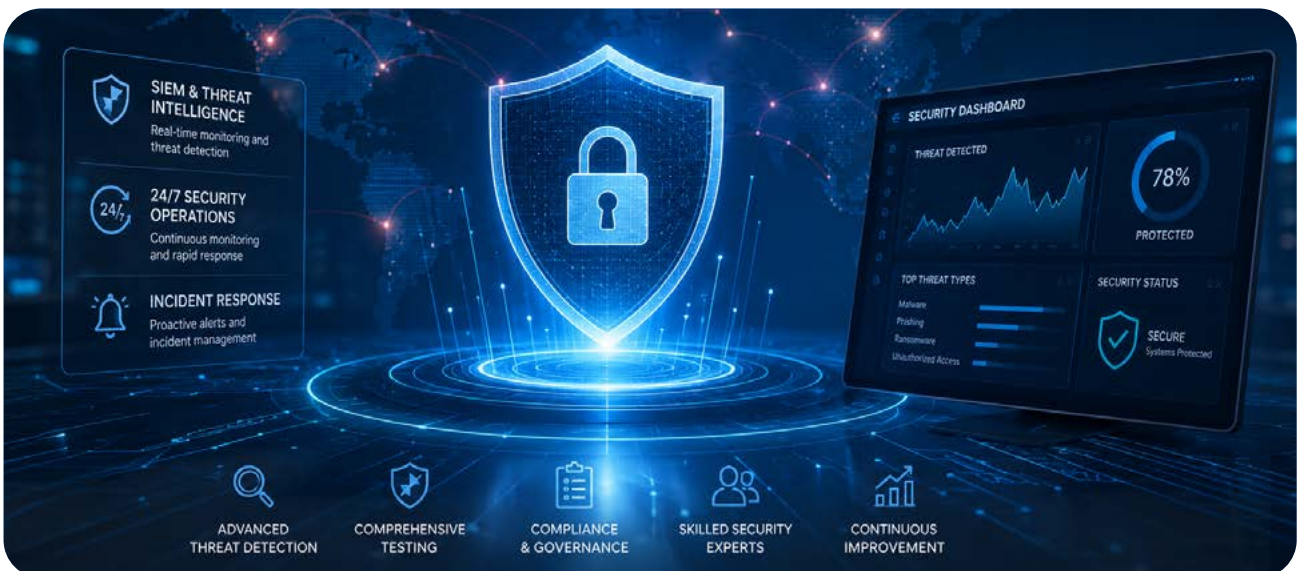 SIEM & THREAT
INTELLIGENCE
Real-time monitoring and
threat detection
24/7
24/7 SECURITY
OPERATIONS
Continuous monitoring
and rapid response
INCIDENT RESPONSE
Proactive alerts and
incident management
SECURITY DASHBOARD
THREAT DETECTED
78%
PROTECTED
TOP THREAT TYPES
Malware
Phishing
Ransomware
Unauthorized Access
SECURITY STATUS
SECURE
Systems Protected
ADVANCED
THREAT DETECTION
COMPREHENSIVE
TESTING
COMPLIANCE
& GOVERNANCE
SKILLED SECURITY
EXPERTS
CONTINUOUS
IMPROVEMENT